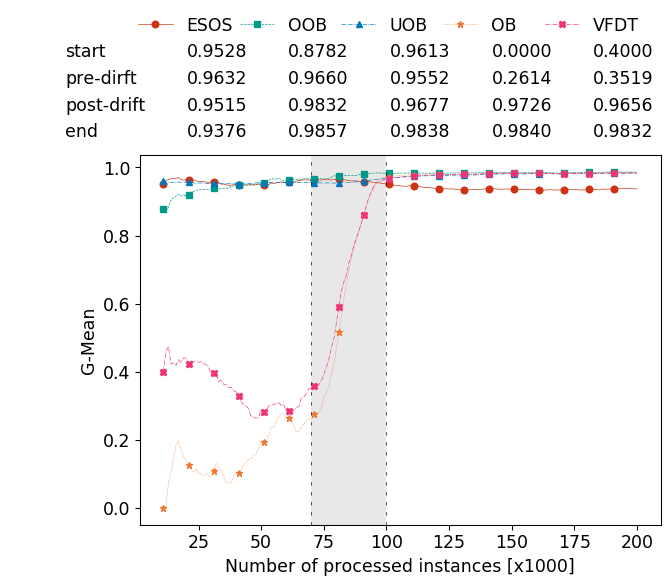 ESOS OOB UOB OB VFDT
start 0.9528 0.8782 0.9613 0.0000 0.4000
pre-dirft 0.9632 0.9660 0.9552 0.2614 0.3519
post-drift 0.9515 0.9832 0.9677 0.9726 0.9656
end 0.9376 0.9857 0.9838 0.9840 0.9832
1.0
0.8
0.6
0.4
0.2
0.0
G-Mean
25 50 75 100 125 150 175 200
Number of processed instances [x1000]